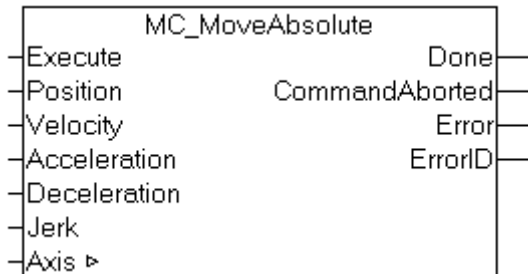 MC_MoveAbsolute
Execute Done
Position CommandAborted
Velocity Error
Acceleration ErrorID
Deceleration
Jerk
Axis ▹